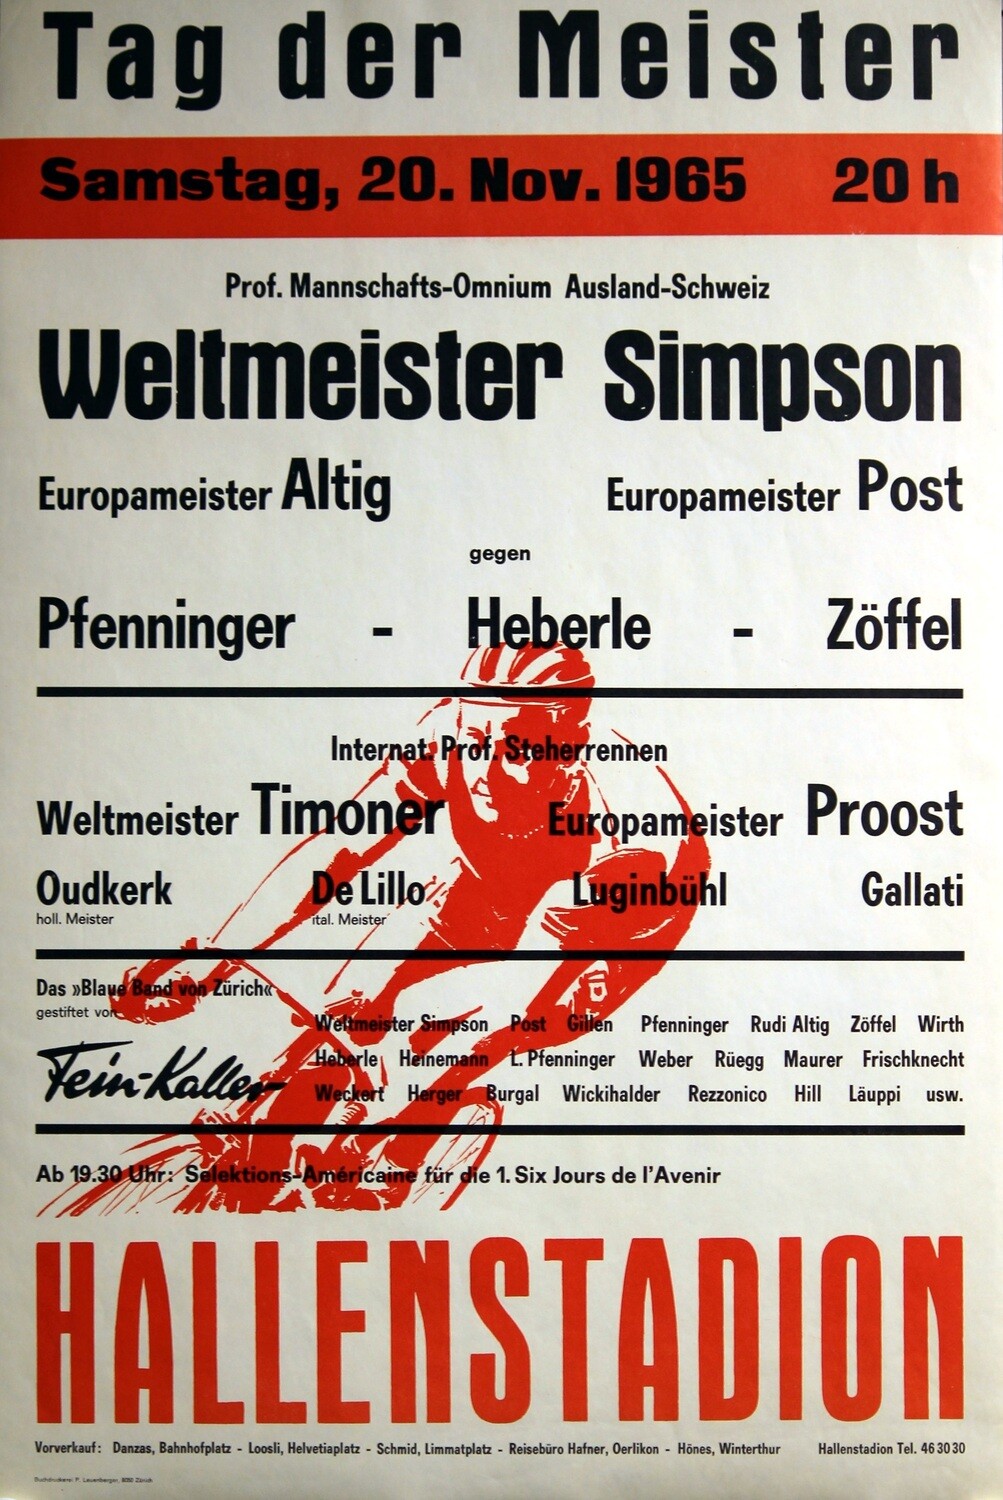 Tag der Meister
Samstag, 20. Nov. 1965 20 h
Prof. Mannschafts-Omnium Ausland-Schweiz
Weltmeister Simpson
Europameister Altig Europameister Post
gegen
Pfenninger - Heberle - Zöffel
Internat. Prof. Steherrennen
Weltmeister Timoner Europameister Proost
Oudkerk De Lillo Luginbühl Gallati
holl. Meister ital. Meister
Das »Blaue Band von Zürich«
gestiftet von
Fein-Kaller
Weltmeister Simpson Post Gillen Pfenninger Rudi Altig Zöffel Wirth
Heberle Heinemann L. Pfenninger Weber Rüegg Maurer Frischknecht
Weckert Herger Burgal Wickihalder Rezzonico Hill Läuppi usw.
Ab 19.30 Uhr: Selektions-Américaine für die 1. Six Jours de l'Avenir
HALLENSTADION
Vorverkauf: Danzas, Bahnhofplatz - Loosli, Helvetiaplatz - Schmid, Limmatplatz - Reisebüro Hafner, Oerlikon - Hönes, Winterthur Hallenstadion Tel. 46 30 30
Buchdruckerei P. Leuenberger, 8050 Zürich